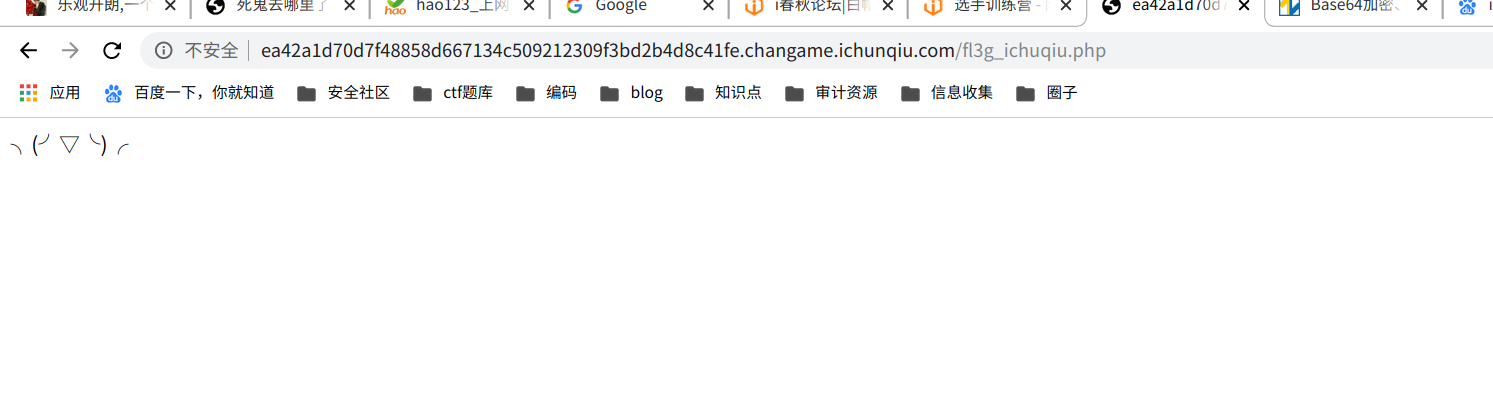 乐观开朗,一个 死鬼去哪里了 hao123_上网 Google i春秋论坛|白帽 选手训练营 - ea42a1d70d7 Base64加密、 i
不安全 ea42a1d70d7f48858d667134c509212309f3bd2b4d8c41fe.changame.ichunqiu.com/fl3g_ichuqiu.php
应用 百度一下，你就知道 安全社区 ctf题库 编码 blog 知识点 审计资源 信息收集 圈子
╮(╯▽╰)╭